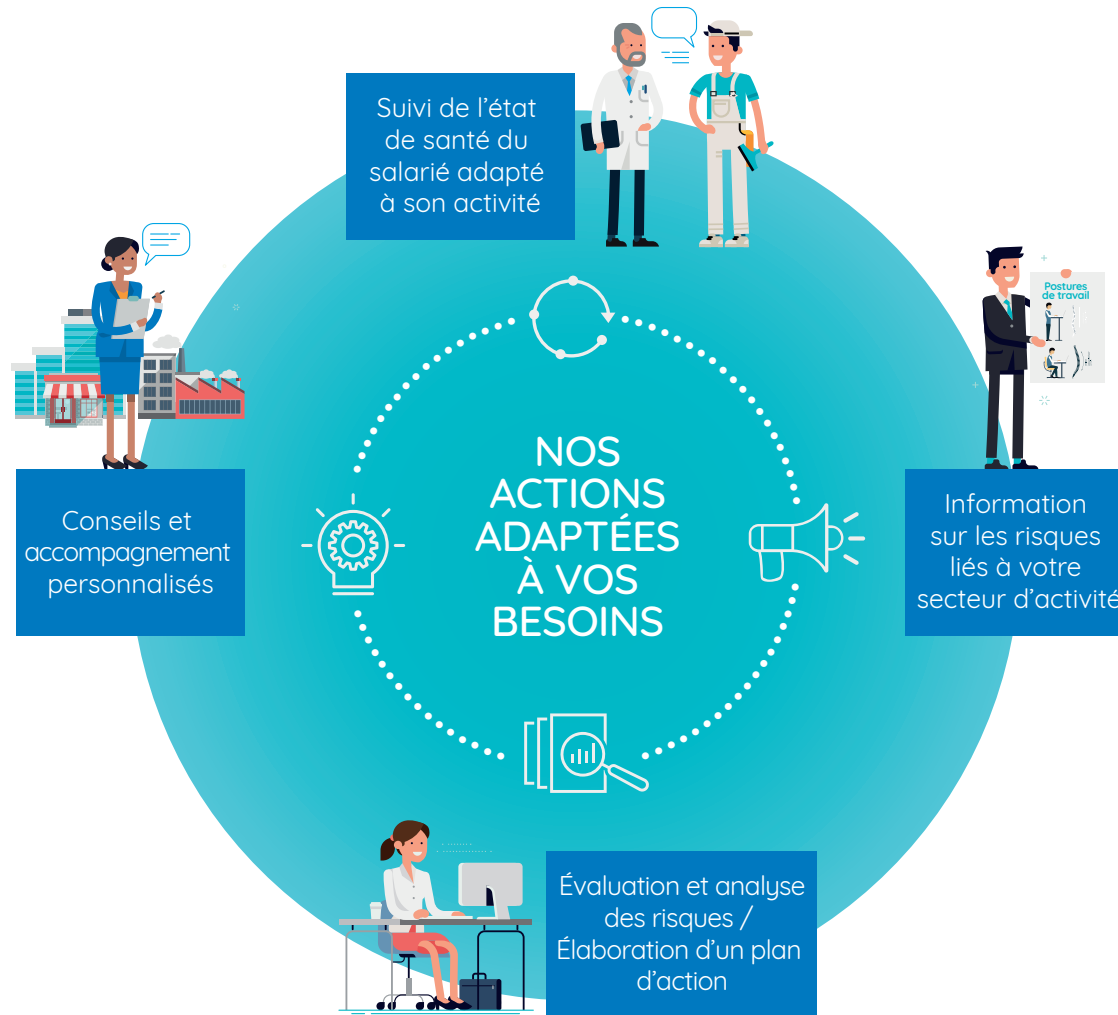 Suivi de l’état
de santé du
salarié adapté
à son activité
Postures
de travail
Conseils et
accompagnement
personnalisés
NOS
ACTIONS
ADAPTÉES
À VOS
BESOINS
Information
sur les risques
liés à votre
secteur d’activité
Évaluation et analyse
des risques /
Élaboration d’un plan
d’action